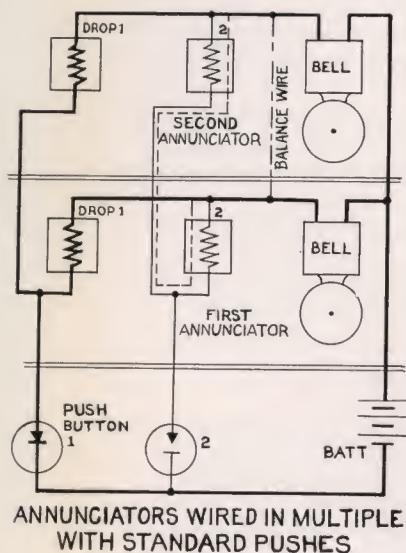 DROP 1
2
BELL
SECOND
ANNUNCIATOR
BALANCE WIRE
DROP 1
2
BELL
FIRST
ANNUNCIATOR
PUSH
BUTTON
1
2
BATT
ANNUNCIATORS WIRED IN MULTIPLE
WITH STANDARD PUSHES